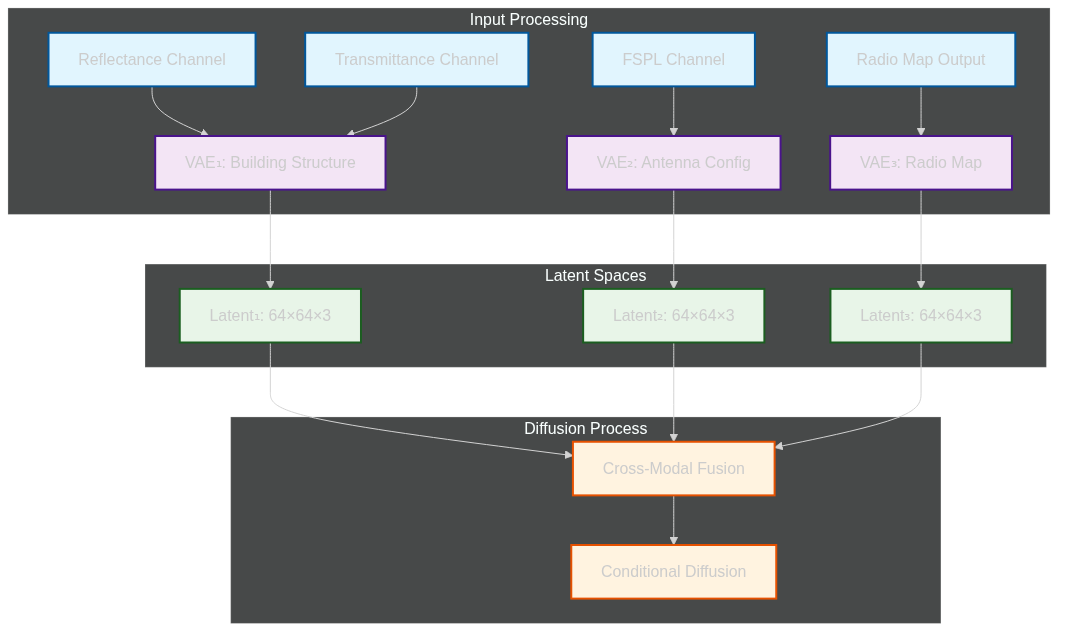 Input Processing
Reflectance Channel
Transmittance Channel
FSPL Channel
Radio Map Output
VAE₁: Building Structure
VAE₂: Antenna Config
VAE₃: Radio Map
Latent Spaces
Latent₁: 64×64×3
Latent₂: 64×64×3
Latent₃: 64×64×3
Diffusion Process
Cross-Modal Fusion
Conditional Diffusion